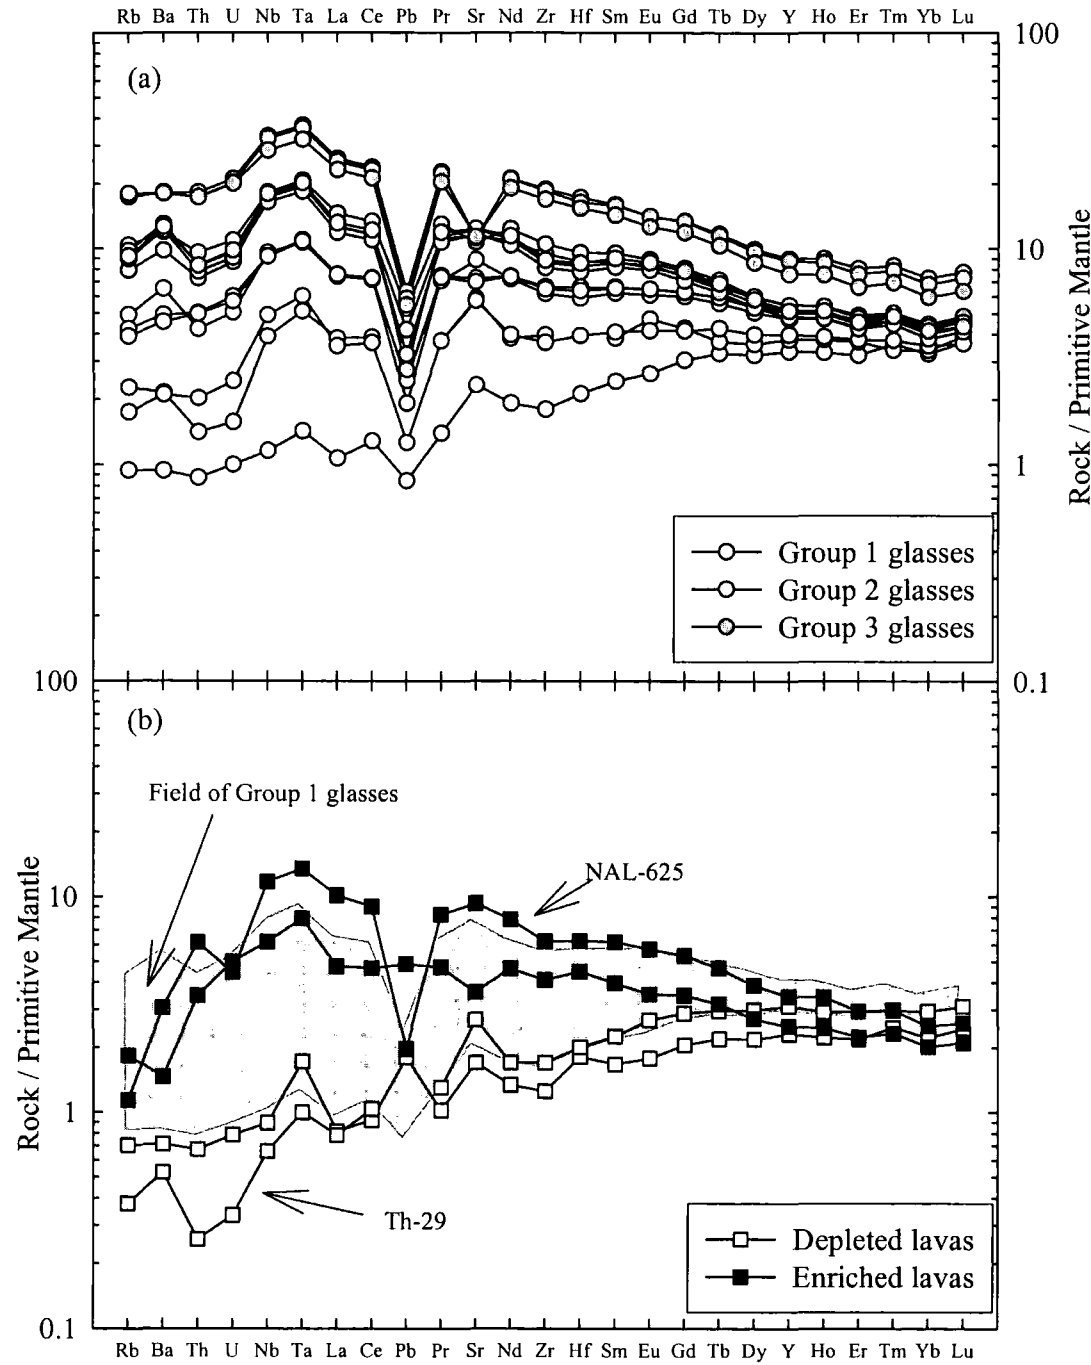 Rb Ba Th U Nb Ta La Ce Pb Pr Sr Nd Zr Hf Sm Eu Gd Tb Dy Y Ho Er Tm Yb Lu
100
(a)
10
Rock / Primitive Mantle
1
Group 1 glasses
Group 2 glasses
Group 3 glasses
100
0.1
(b)
Field of Group 1 glasses
NAL-625
10
Rock / Primitive Mantle
1
Th-29
Depleted lavas
Enriched lavas
0.1
Rb Ba Th U Nb Ta La Ce Pb Pr Sr Nd Zr Hf Sm Eu Gd Tb Dy Y Ho Er Tm Yb Lu